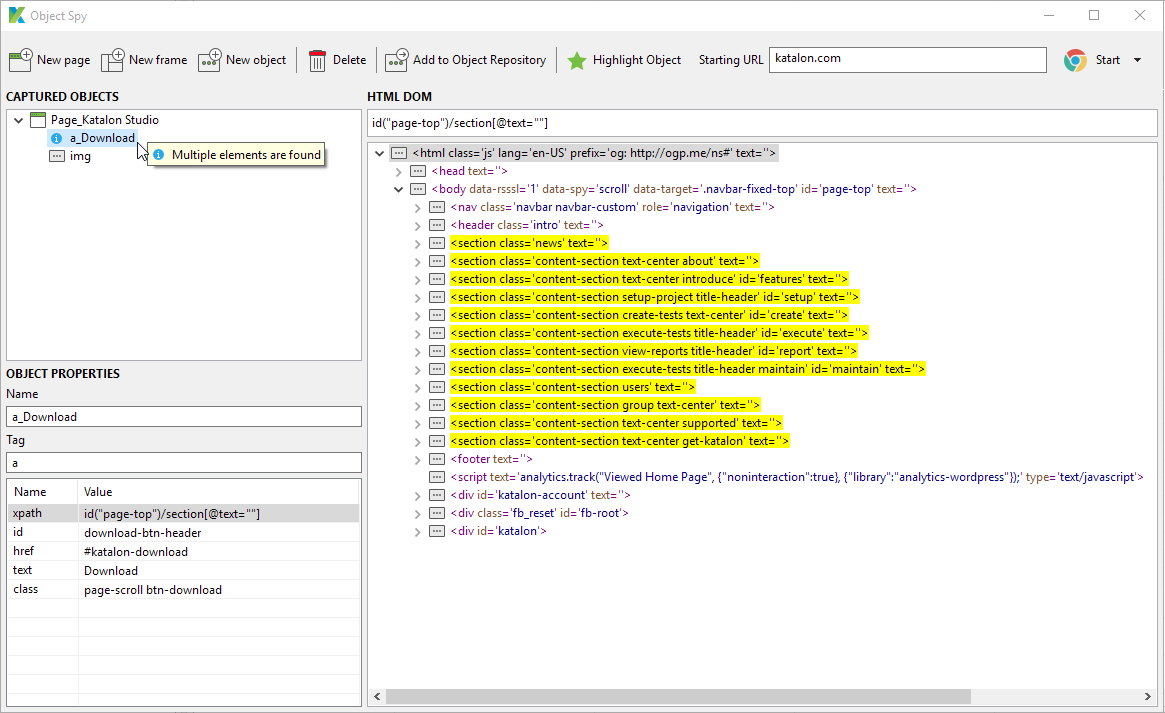 Object Spy
New page New frame New object Delete Add to Object Repository Highlight Object Starting URL katalon.com Start
CAPTURED OBJECTS
Page_Katalon Studio
a_Download
Multiple elements are found
img
OBJECT PROPERTIES
Name
a_Download
Tag
a
Name Value
xpath id("page-top")/section[@text=""]
id download-btn-header
href #katalon-download
text Download
class page-scroll btn-download
HTML DOM
id("page-top")/section[@text=""]
<html class='js' lang='en-US' prefix='og: http://ogp.me/ns#' text=''>
<head text=''>
<body data-rsssl='1' data-spy='scroll' data-target='.navbar-fixed-top' id='page-top' text=''>
<nav class='navbar navbar-custom' role='navigation' text=''>
<header class='intro' text=''>
<section class='news' text=''>
<section class='content-section text-center about' text=''>
<section class='content-section text-center introduce' id='features' text=''>
<section class='content-section setup-project title-header' id='setup' text=''>
<section class='content-section create-tests text-center' id='create' text=''>
<section class='content-section execute-tests title-header' id='execute' text=''>
<section class='content-section view-reports title-header' id='report' text=''>
<section class='content-section execute-tests title-header maintain' id='maintain' text=''>
<section class='content-section users' text=''>
<section class='content-section group text-center' text=''>
<section class='content-section text-center supported' text=''>
<section class='content-section text-center get-katalon' text=''>
<footer text=''>
<script text='analytics.track("Viewed Home Page", {"noninteraction":true}, {"library":"analytics-wordpress"});' type='text/javascript'>
<div id='katalon-account' text=''>
<div class='fb_reset' id='fb-root'>
<div id='katalon'>